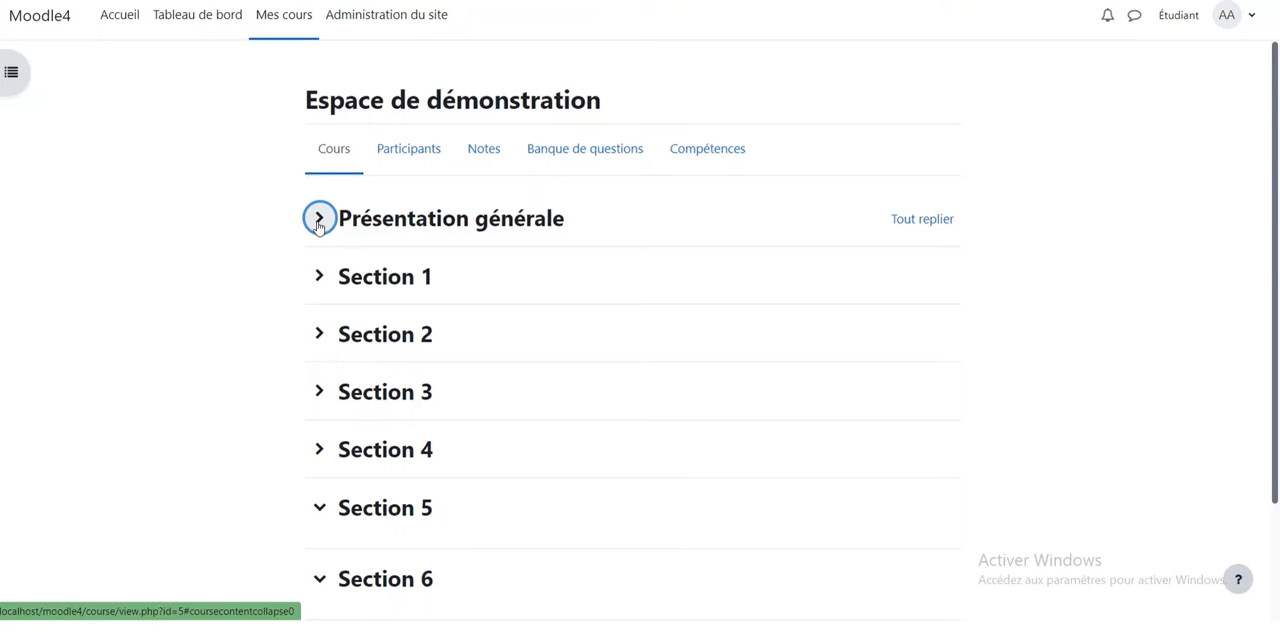 Moodle4 Accueil Tableau de bord Mes cours Administration du site Étudiant AA
Espace de démonstration
Cours Participants Notes Banque de questions Compétences
Présentation générale Tout replier
Section 1
Section 2
Section 3
Section 4
Section 5
Section 6
Activer Windows
Accédez aux paramètres pour activer Windows.
?
localhost/moodle4/course/view.php?id=5#coursecontentcollapse0